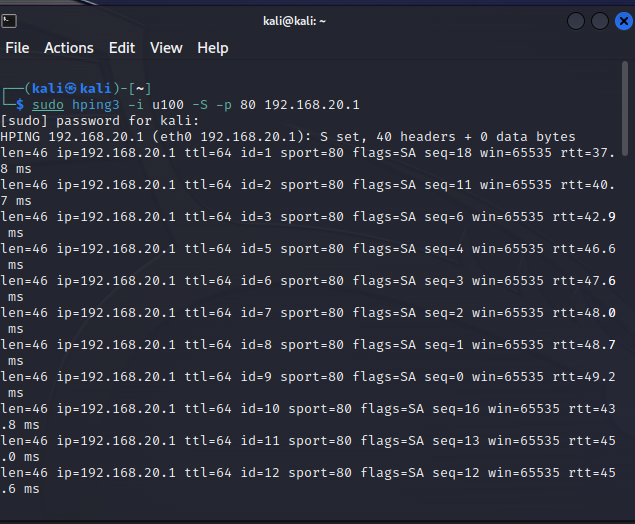 kali@kali: ~
File Actions Edit View Help
┌──(kali㉿kali)-[~]
└─$ sudo hping3 -i u100 -S -p 80 192.168.20.1
[sudo] password for kali:
HPING 192.168.20.1 (eth0 192.168.20.1): S set, 40 headers + 0 data bytes
len=46 ip=192.168.20.1 ttl=64 id=1 sport=80 flags=SA seq=18 win=65535 rtt=37.
8 ms
len=46 ip=192.168.20.1 ttl=64 id=2 sport=80 flags=SA seq=11 win=65535 rtt=40.
7 ms
len=46 ip=192.168.20.1 ttl=64 id=3 sport=80 flags=SA seq=6 win=65535 rtt=42.9
 ms
len=46 ip=192.168.20.1 ttl=64 id=5 sport=80 flags=SA seq=4 win=65535 rtt=46.6
 ms
len=46 ip=192.168.20.1 ttl=64 id=6 sport=80 flags=SA seq=3 win=65535 rtt=47.6
 ms
len=46 ip=192.168.20.1 ttl=64 id=7 sport=80 flags=SA seq=2 win=65535 rtt=48.0
 ms
len=46 ip=192.168.20.1 ttl=64 id=8 sport=80 flags=SA seq=1 win=65535 rtt=48.7
 ms
len=46 ip=192.168.20.1 ttl=64 id=9 sport=80 flags=SA seq=0 win=65535 rtt=49.2
 ms
len=46 ip=192.168.20.1 ttl=64 id=10 sport=80 flags=SA seq=16 win=65535 rtt=43
.8 ms
len=46 ip=192.168.20.1 ttl=64 id=11 sport=80 flags=SA seq=13 win=65535 rtt=45
.0 ms
len=46 ip=192.168.20.1 ttl=64 id=12 sport=80 flags=SA seq=12 win=65535 rtt=45
.6 ms